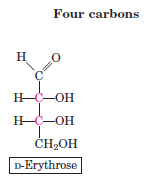 Four carbons
H O
C
H—C—OH
H—C—OH
CH₂OH
D-Erythrose